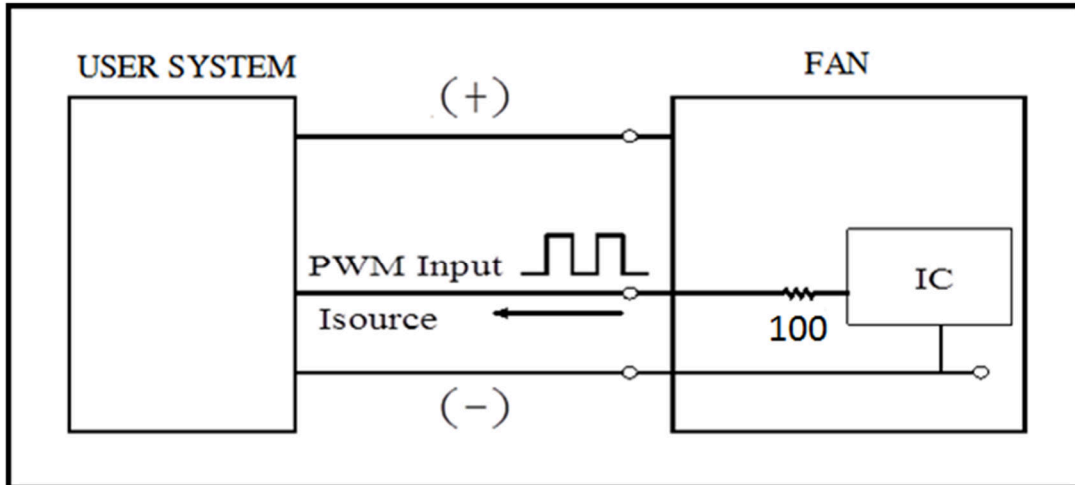 USER SYSTEM
FAN
(+)
PWM Input
IC
Isource
100
(-)